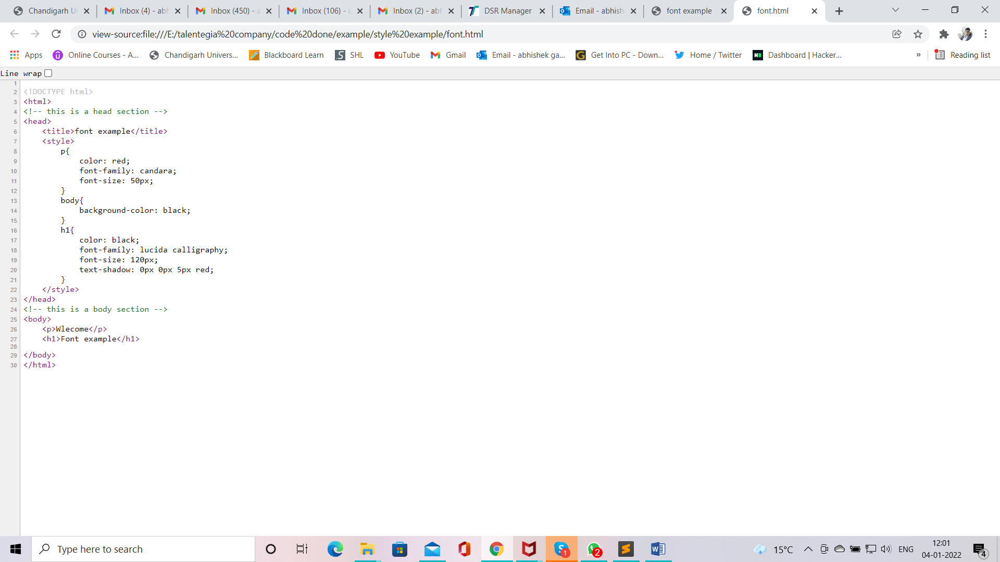 Chandigarh U
Inbox (4) - abh
Inbox (450) - a
Inbox (106) - u
Inbox (2) - abh
DSR Manager
Email - abhish
font example
font.html
view-source:file:///E:/talentegia%20company/code%20done/example/style%20example/font.html
Apps
Online Courses - A...
Chandigarh Univers...
Blackboard Learn
SHL
YouTube
Gmail
Email - abhishek ga...
Get Into PC - Down...
Home / Twitter
Dashboard | Hacker...
»
Reading list
Line wrap
1
2 <!DOCTYPE html>
3 <html>
4 <!-- this is a head section -->
5 <head>
6     <title>font example</title>
7     <style>
8         p{
9             color: red;
10             font-family: candara;
11             font-size: 50px;
12         }
13         body{
14             background-color: black;
15         }
16         h1{
17             color: black;
18             font-family: lucida calligraphy;
19             font-size: 120px;
20             text-shadow: 0px 0px 5px red;
21         }
22     </style>
23 </head>
24 <!-- this is a body section -->
25 <body>
26     <p>Wlecome</p>
27     <h1>Font example</h1>
28
29 </body>
30 </html>
Type here to search
1
2
15°C
ENG
12:01
04-01-2022
4